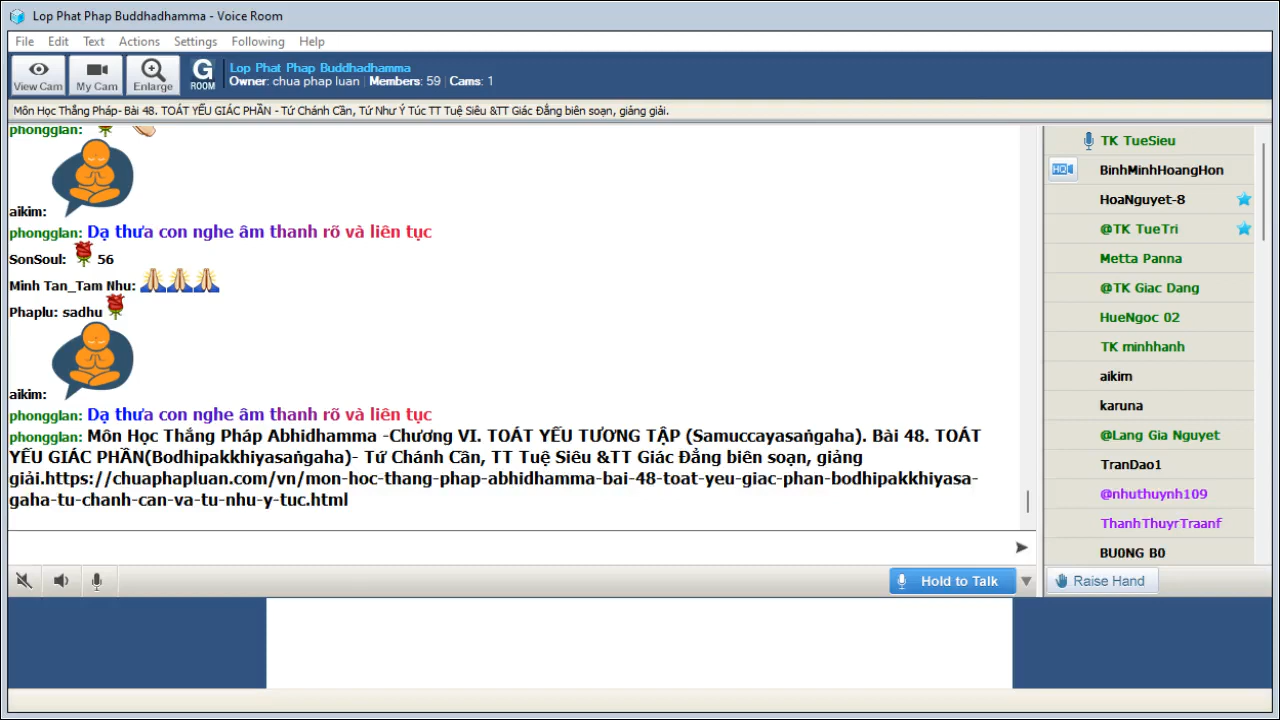 Lop Phat Phap Buddhadhamma - Voice Room
File Edit Text Actions Settings Following Help
View Cam My Cam Enlarge G ROOM
Lop Phat Phap Buddhadhamma
Owner: chua phap luan Members: 59 Cams: 1
Môn Học Thắng Pháp- Bài 48. TOÁT YẾU GIÁC PHẦN - Tứ Chánh Cần, Tứ Như Ý Túc TT Tuệ Siêu &TT Giác Đẳng biên soạn, giảng giải.
phongglan:
aikim:
phongglan: Dạ thưa con nghe âm thanh rõ và liên tục
SonSoul: 56
Minh Tan_Tam Nhu:
Phaplu: sadhu
aikim:
phongglan: Dạ thưa con nghe âm thanh rõ và liên tục
phongglan: Môn Học Thắng Pháp Abhidhamma -Chương VI. TOÁT YẾU TƯƠNG TẬP (Samuccayasaṅgaha). Bài 48. TOÁT
YẾU GIÁC PHẦN(Bodhipakkhiyasaṅgaha)- Tứ Chánh Cần, TT Tuệ Siêu &TT Giác Đẳng biên soạn, giảng
giải.https://chuaphapluan.com/vn/mon-hoc-thang-phap-abhidhamma-bai-48-toat-yeu-giac-phan-bodhipakkhiyasa-
gaha-tu-chanh-can-va-tu-nhu-y-tuc.html
TK TueSieu
HQ
BinhMinhHoangHon
HoaNguyet-8
@TK TueTri
Metta Panna
@TK Giac Dang
HueNgoc 02
TK minhhanh
aikim
karuna
@Lang Gia Nguyet
TranDao1
@nhuthuynh109
ThanhThuyrTraanf
BU0NG B0
Hold to Talk
Raise Hand